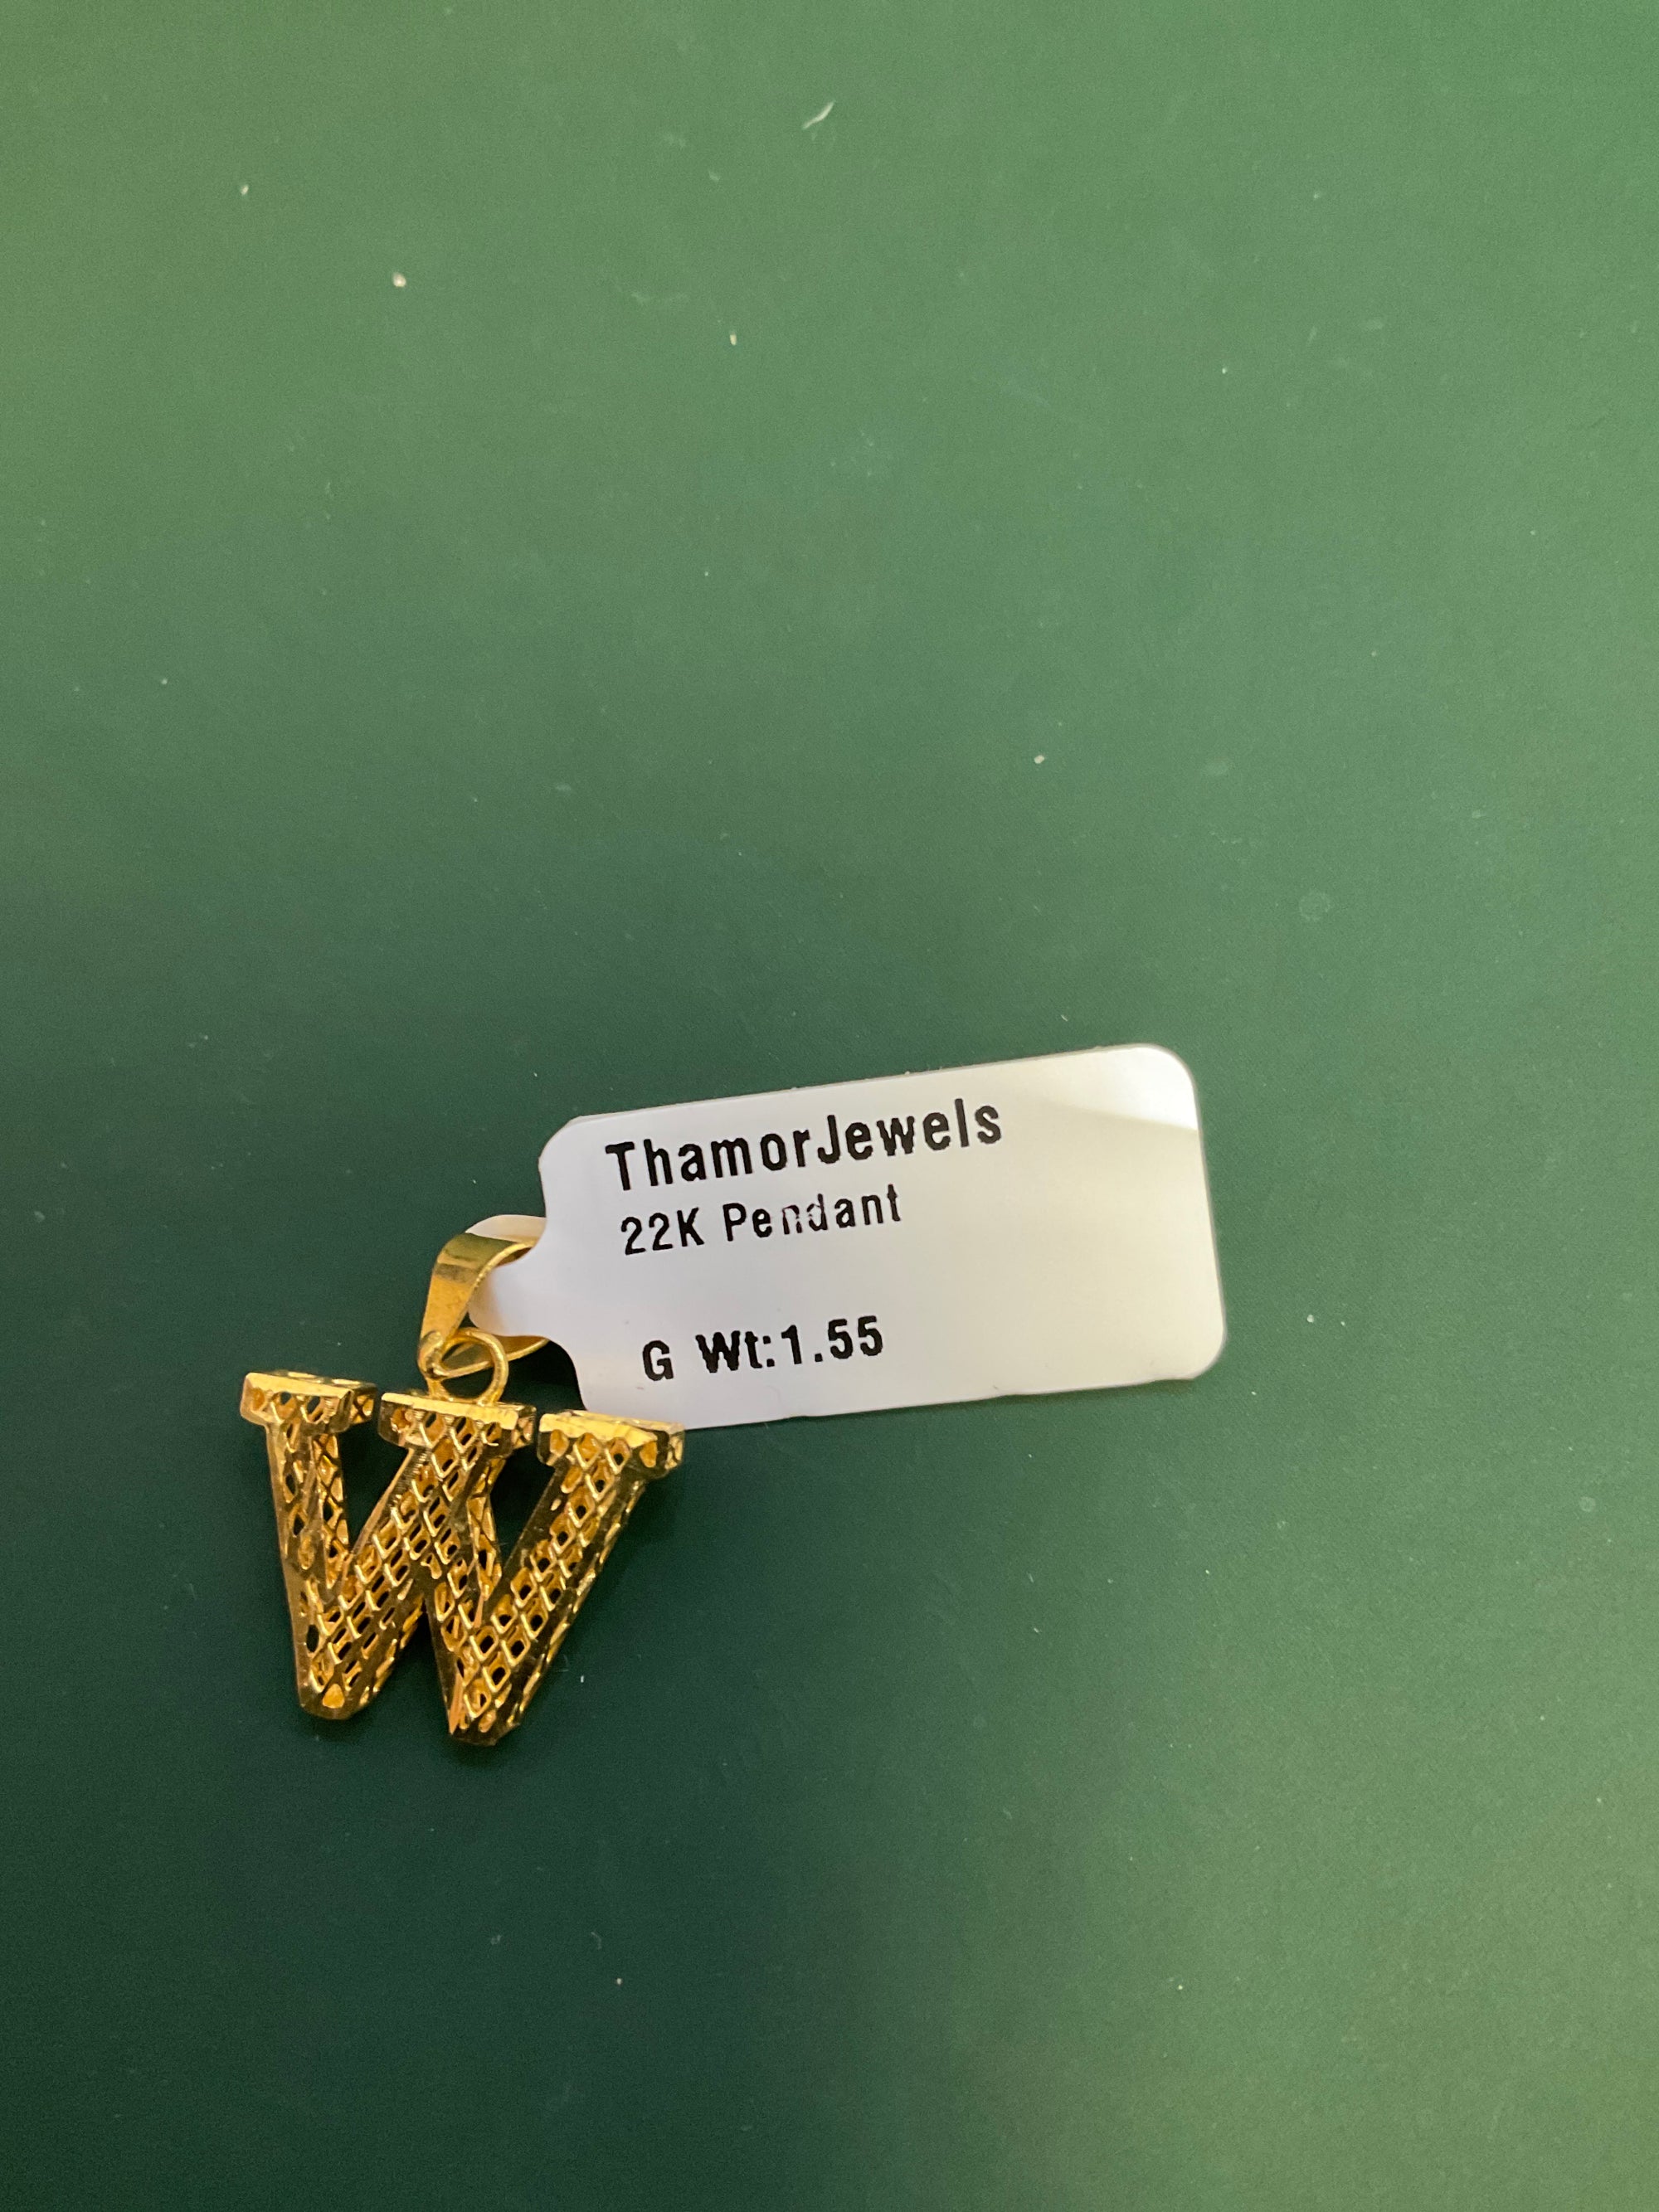 ThamorJewels
22K Pendant
G Wt:1.55
W